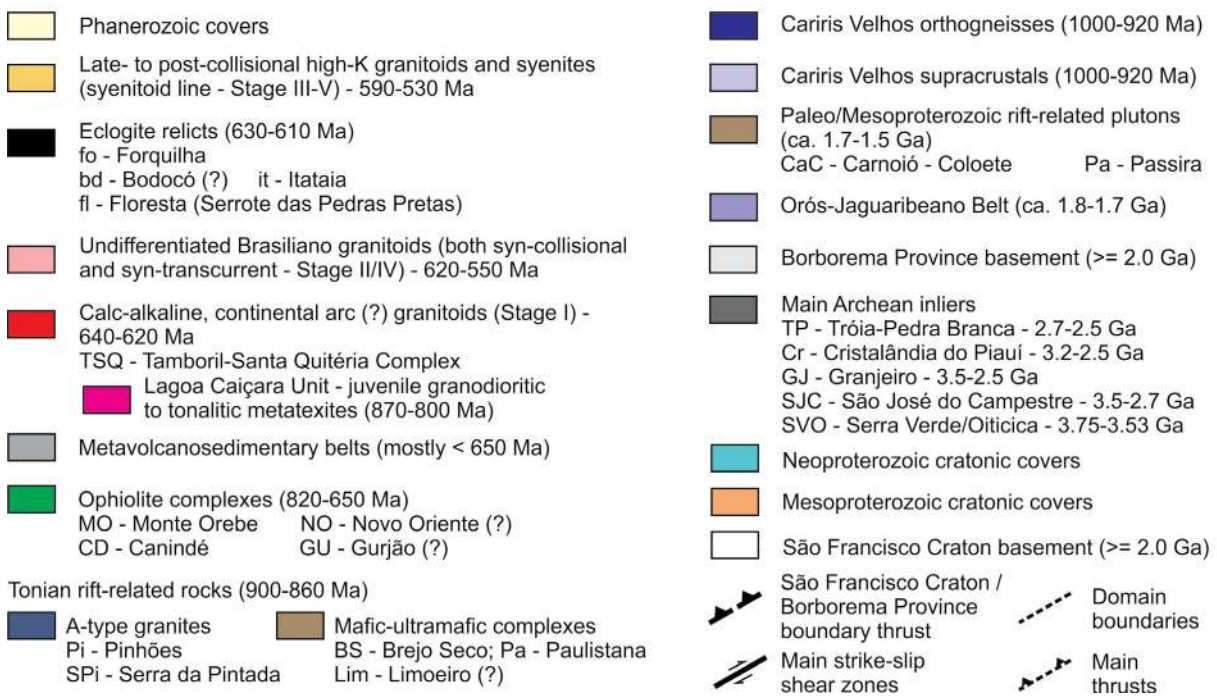 Phanerozoic covers
Late- to post-collisional high-K granitoids and syenites
(syenitoid line - Stage III-V) - 590-530 Ma
Eclogite relicts (630-610 Ma)
fo - Forquilha
bd - Bodocó (?) it - Itataia
fl - Floresta (Serrote das Pedras Pretas)
Undifferentiated Brasiliano granitoids (both syn-collisional
and syn-transcurrent - Stage II/IV) - 620-550 Ma
Calc-alkaline, continental arc (?) granitoids (Stage I) -
640-620 Ma
TSQ - Tamboril-Santa Quitéria Complex
Lagoa Caiçara Unit - juvenile granodioritic
to tonalitic metatexites (870-800 Ma)
Metavolcanosedimentary belts (mostly < 650 Ma)
Ophiolite complexes (820-650 Ma)
MO - Monte Orebe NO - Novo Oriente (?)
CD - Canindé GU - Gurjão (?)
Tonian rift-related rocks (900-860 Ma)
A-type granites
Pi - Pinhões
SPi - Serra da Pintada
Mafic-ultramafic complexes
BS - Brejo Seco; Pa - Paulistana
Lim - Limoeiro (?)
Cariris Velhos orthogneisses (1000-920 Ma)
Cariris Velhos supracrustals (1000-920 Ma)
Paleo/Mesoproterozoic rift-related plutons
(ca. 1.7-1.5 Ga)
CaC - Carnoió - Coloete Pa - Passira
Orós-Jaguaribeano Belt (ca. 1.8-1.7 Ga)
Borborema Province basement (>= 2.0 Ga)
Main Archean inliers
TP - Tróia-Pedra Branca - 2.7-2.5 Ga
Cr - Cristalândia do Piauí - 3.2-2.5 Ga
GJ - Granjeiro - 3.5-2.5 Ga
SJC - São José do Campestre - 3.5-2.7 Ga
SVO - Serra Verde/Oiticica - 3.75-3.53 Ga
Neoproterozoic cratonic covers
Mesoproterozoic cratonic covers
São Francisco Craton basement (>= 2.0 Ga)
São Francisco Craton /
Borborema Province
boundary thrust
Domain
boundaries
Main strike-slip
shear zones
Main
thrusts